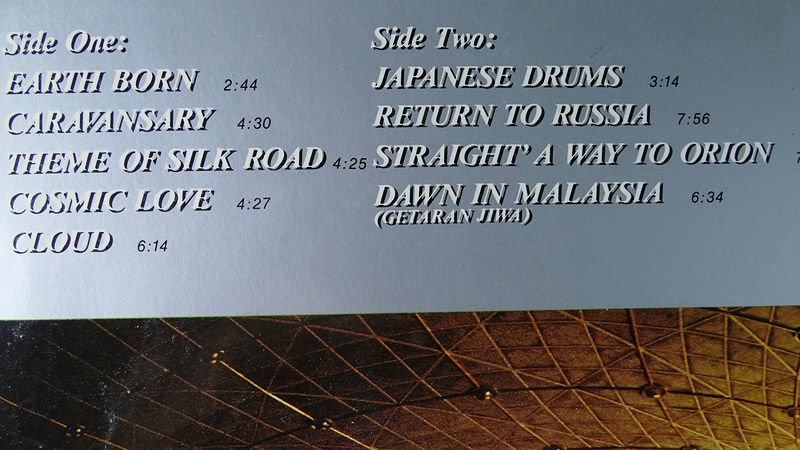 Side One:
EARTH BORN 2:44
CARAVANSARY 4:30
THEME OF SILK ROAD 4:25
COSMIC LOVE 4:27
CLOUD 6:14
Side Two:
JAPANESE DRUMS 3:14
RETURN TO RUSSIA 7:56
STRAIGHT' A WAY TO ORION
DAWN IN MALAYSIA 6:34
(GETARAN JIWA)